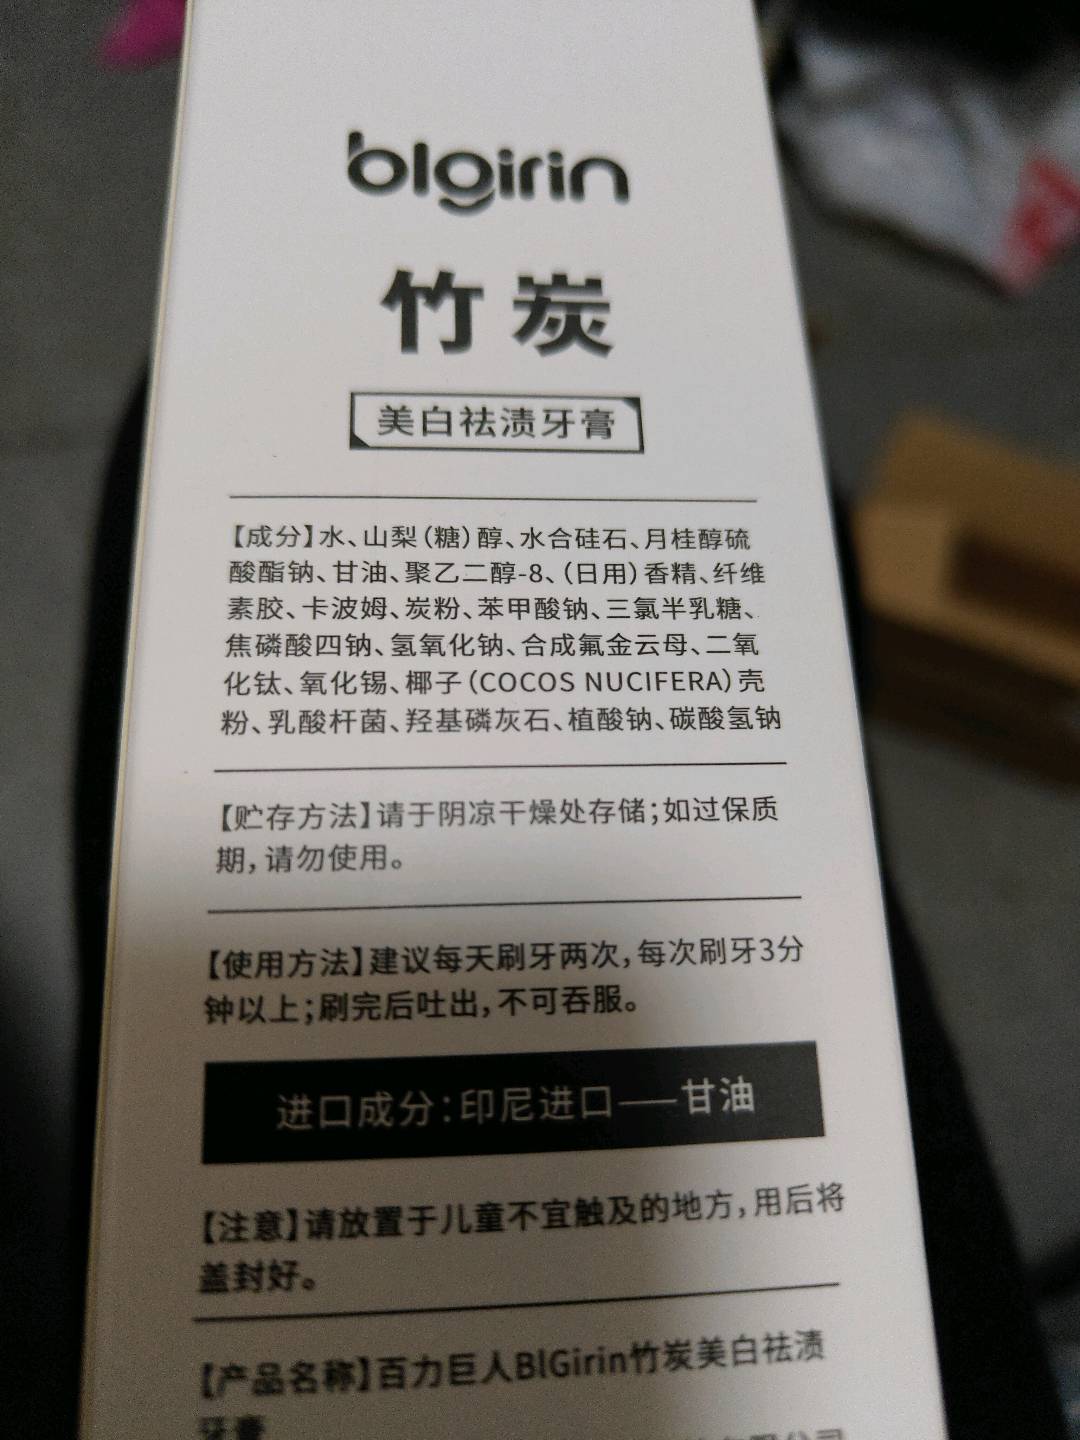 blgirin
竹炭
美白祛渍牙膏
【成分】水、山梨(糖)醇、水合硅石、月桂醇硫
酸酯钠、甘油、聚乙二醇-8、(日用)香精、纤维
素胶、卡波姆、炭粉、苯甲酸钠、三氯半乳糖、
焦磷酸四钠、氢氧化钠、合成氟金云母、二氧
化钛、氧化锡、椰子(COCOS NUCIFERA)壳
粉、乳酸杆菌、羟基磷灰石、植酸钠、碳酸氢钠
【贮存方法】请于阴凉干燥处存储;如过保质
期,请勿使用。
【使用方法】建议每天刷牙两次,每次刷牙3分
钟以上;刷完后吐出,不可吞服。
进口成分:印尼进口——甘油
【注意】请放置于儿童不宜触及的地方,用后将
盖封好。
【产品名称】百力巨人BlGirin竹炭美白祛渍
牙膏